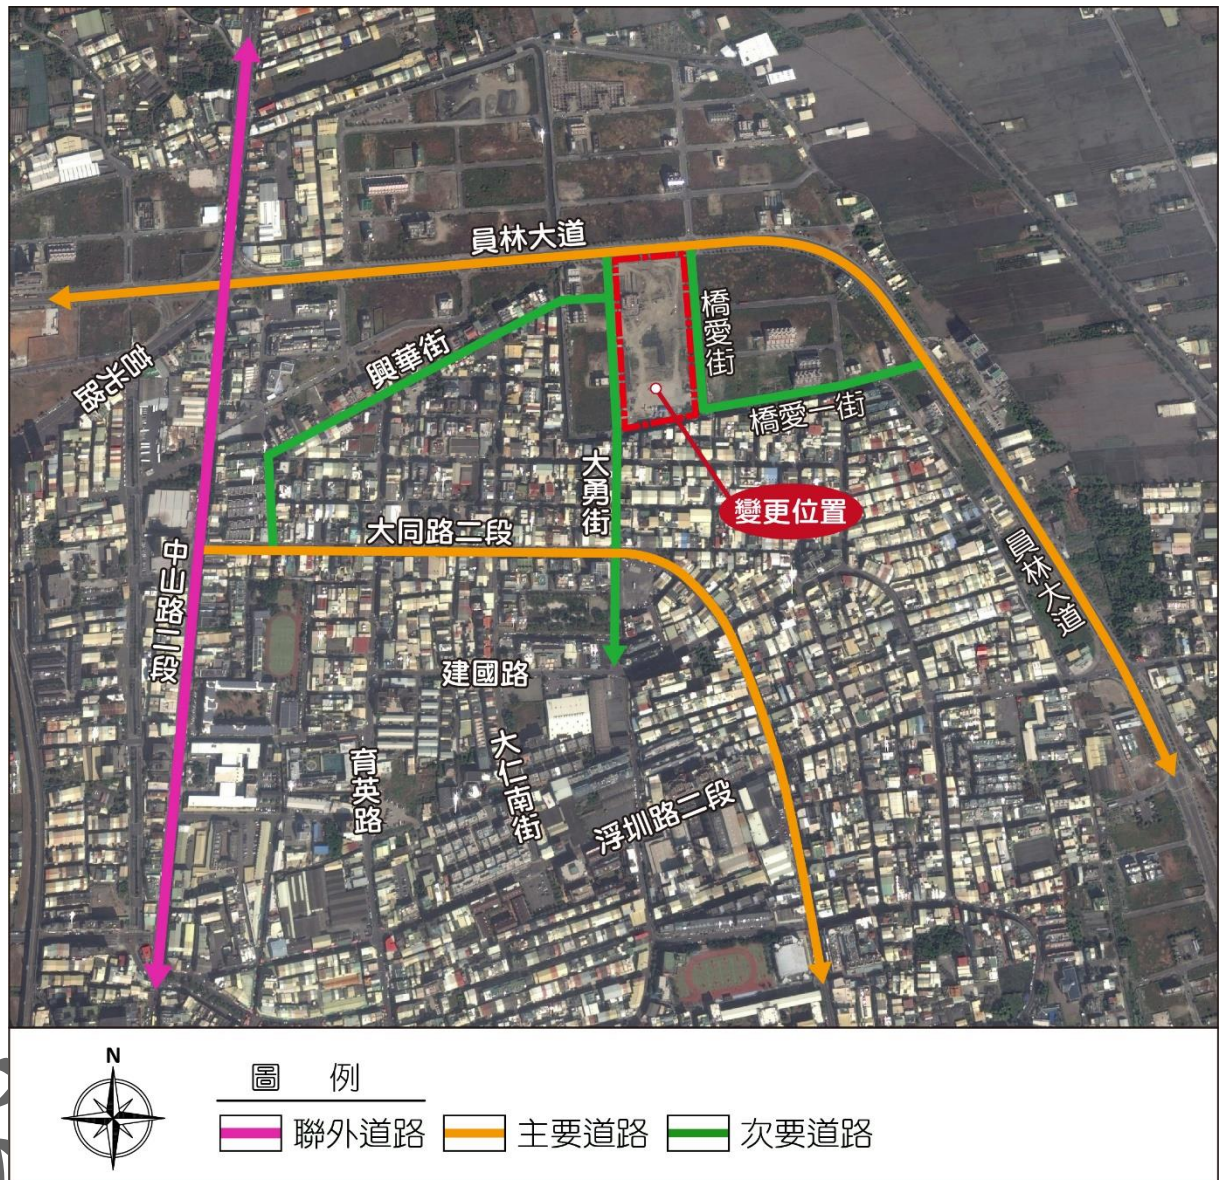 員林大道
橋愛街
興華街
莒光路
橋愛一街
大勇街
變更位置
大同路二段
員林大道
中山路二段
建國路
大仁南街
育英路
浮圳路二段
N
圖 例
聯外道路
主要道路
次要道路